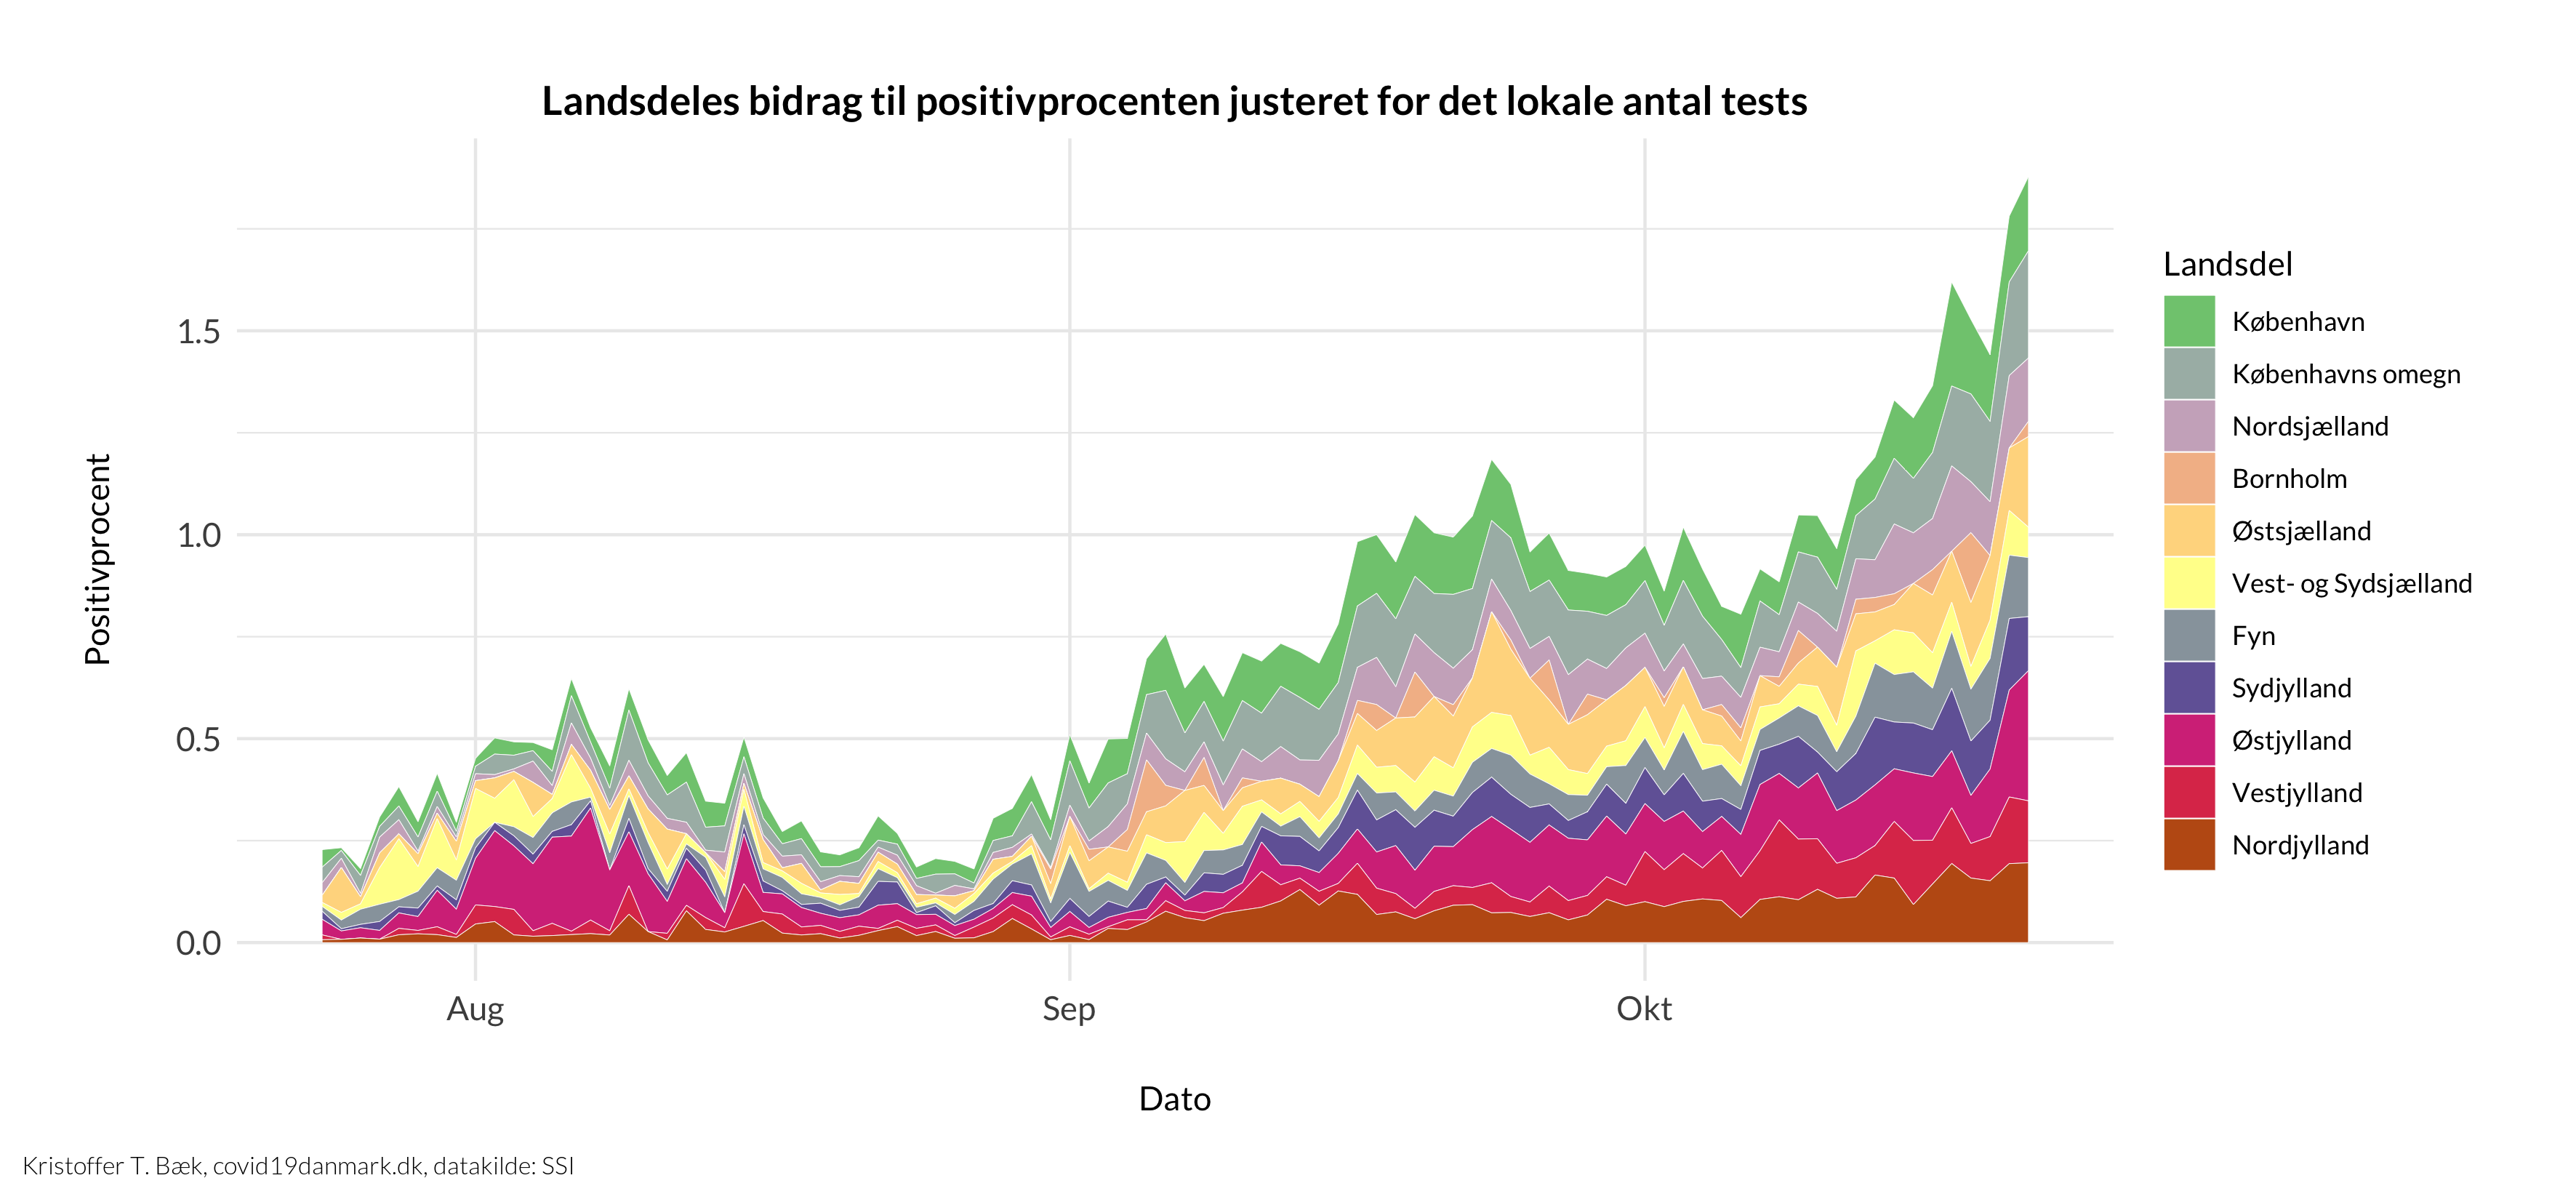 Landsdeles bidrag til positivprocenten justeret for det lokale antal tests
Positivprocent
1.5
1.0
0.5
0.0
Aug
Sep
Okt
Dato
Landsdel
København
Københavns omegn
Nordsjælland
Bornholm
Østsjælland
Vest- og Sydsjælland
Fyn
Sydjylland
Østjylland
Vestjylland
Nordjylland
Kristoffer T. Bæk, covid19danmark.dk, datakilde: SSI